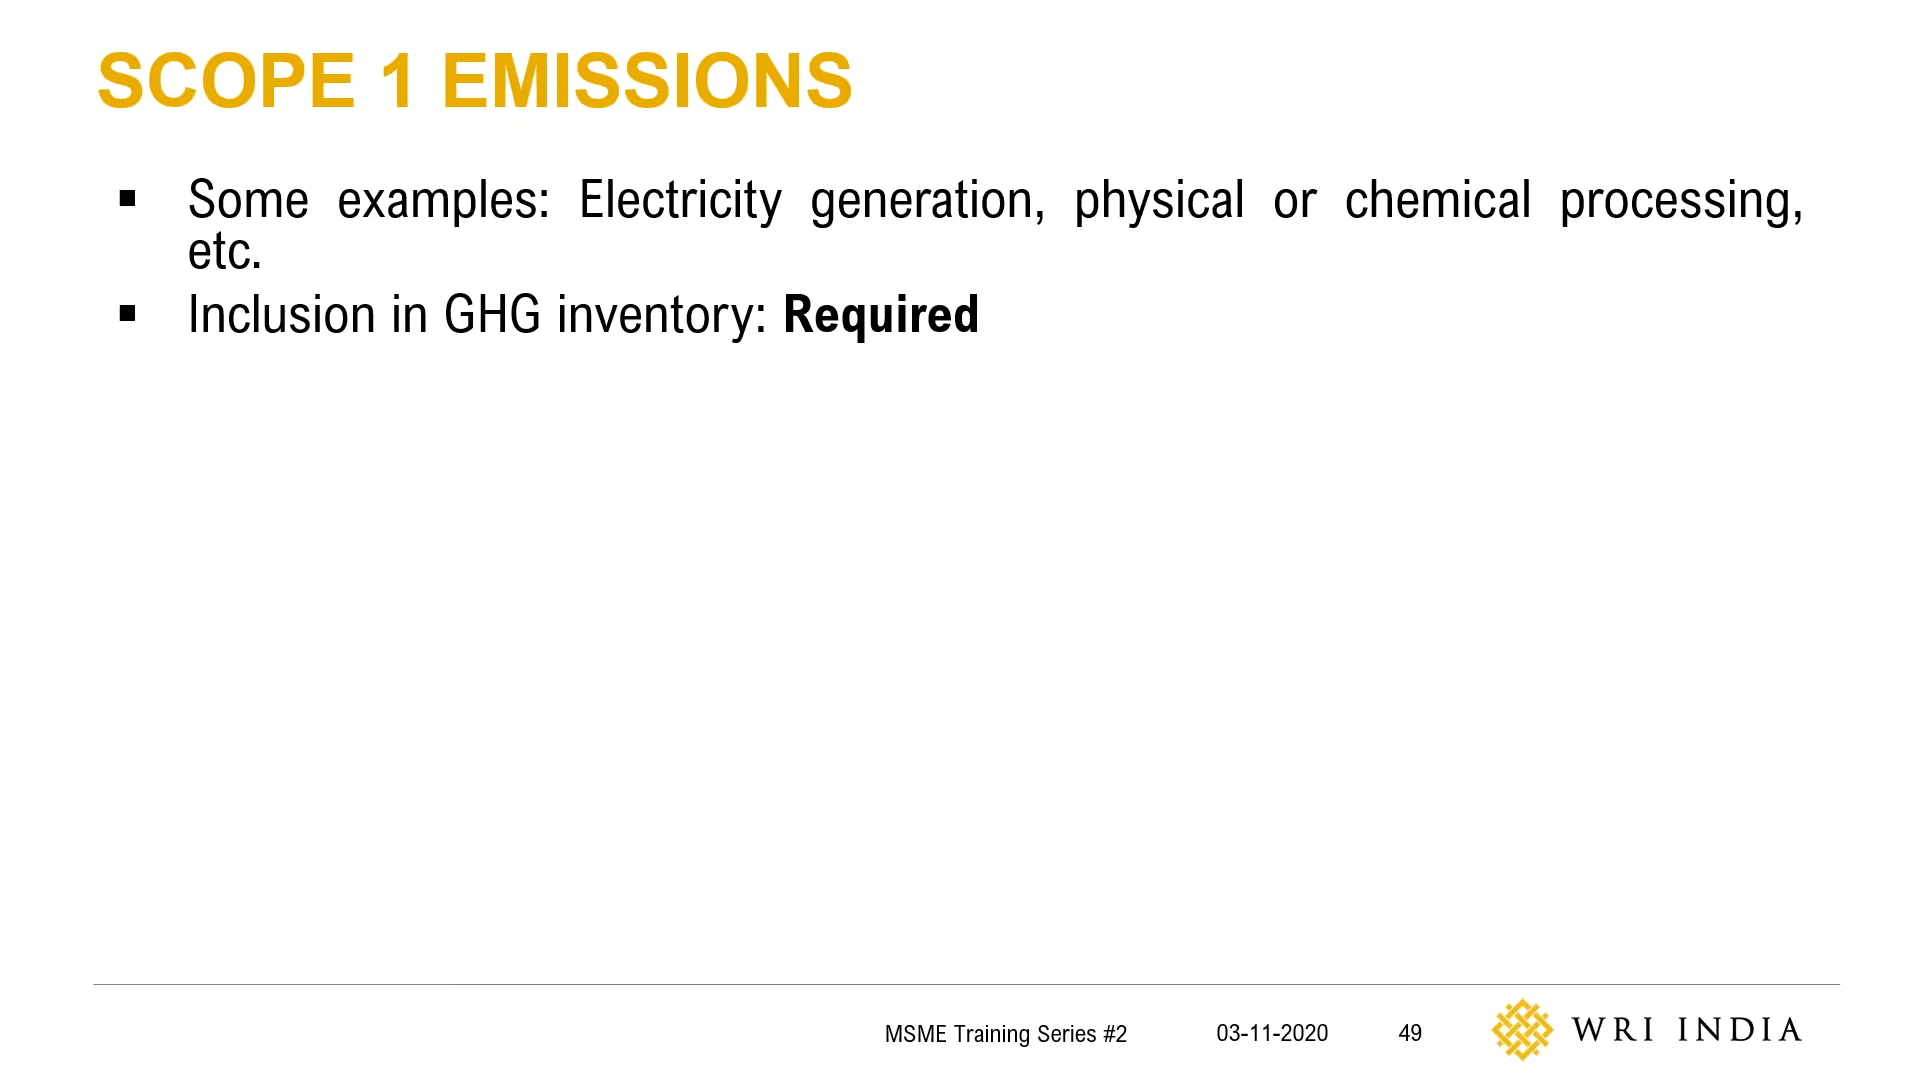 SCOPE 1 EMISSIONS
▪ Some examples: Electricity generation, physical or chemical processing,
etc.
▪ Inclusion in GHG inventory: Required
MSME Training Series #2 03-11-2020 49 WRI INDIA